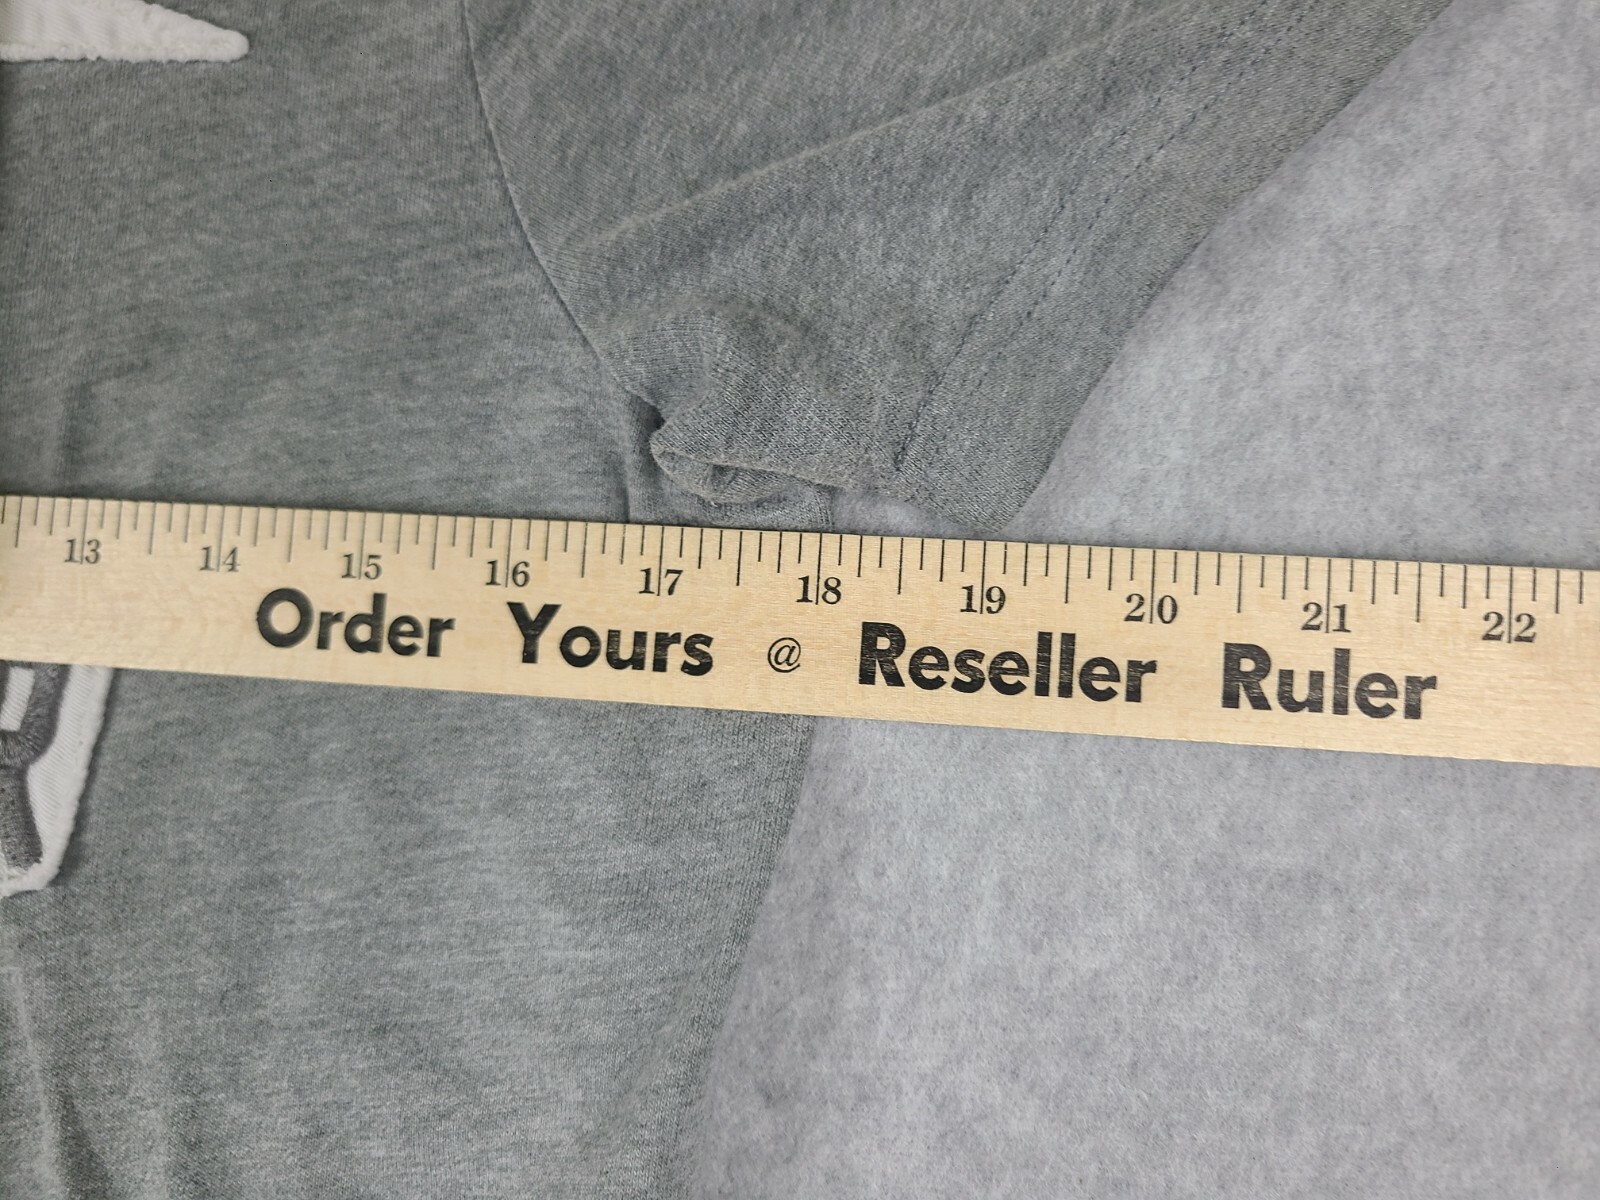 13 14 15 16 17 18 19 20 21 22
Order Yours @ Reseller Ruler